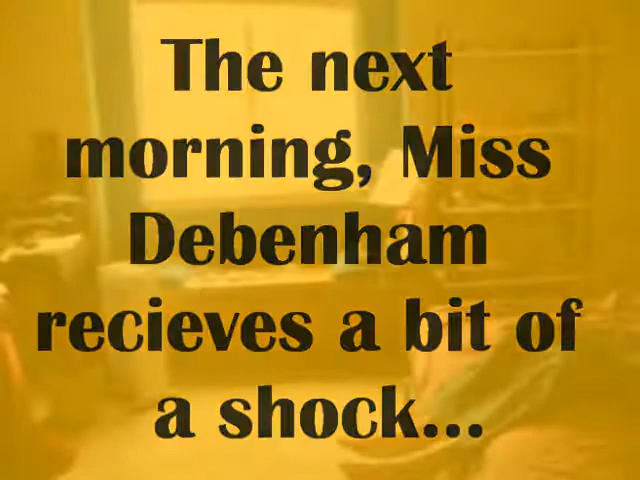 The next
morning, Miss
Debenham
recieves a bit of
a shock...